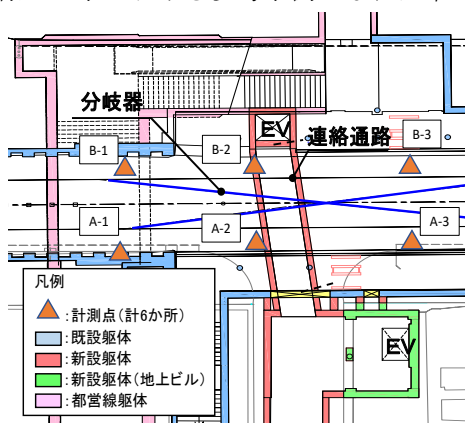 分岐器
EV
連絡通路
B-1
B-2
B-3
A-1
A-2
A-3
凡例
:計測点(計6か所)
:既設躯体
:新設躯体
:新設躯体(地上ビル)
:都営線躯体
EV